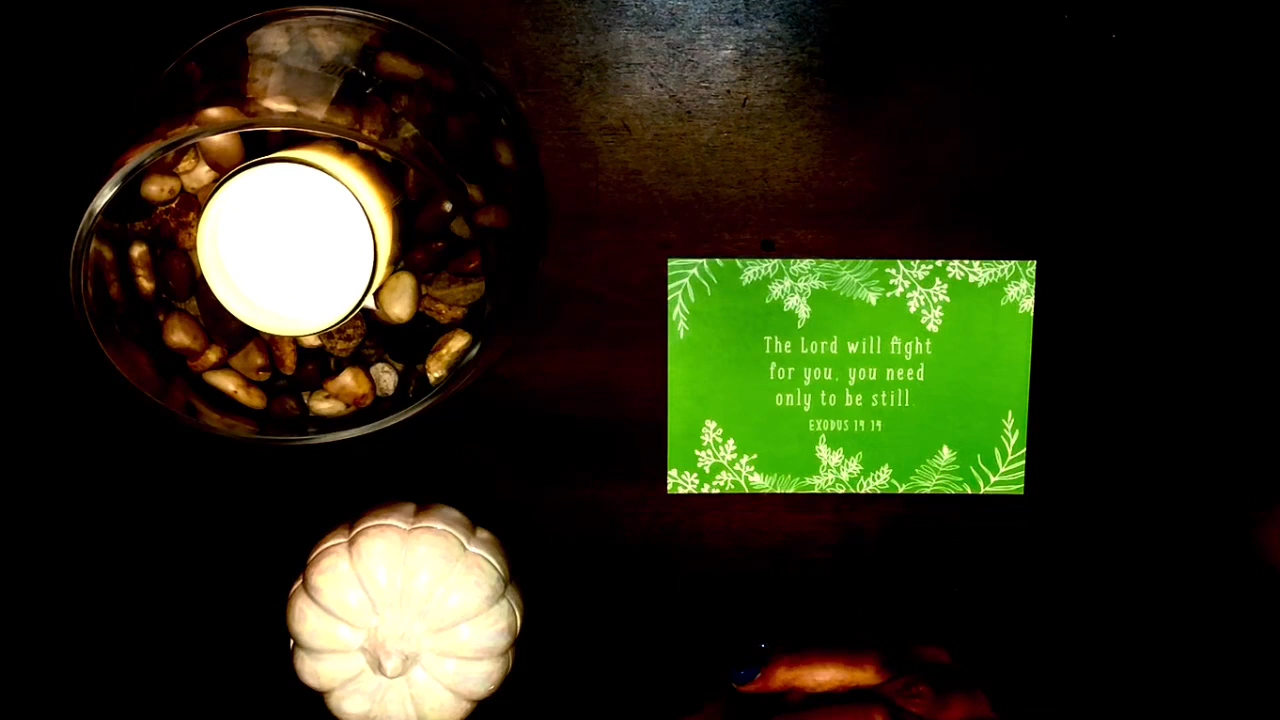 The Lord will fight
for you, you need
only to be still.
EXODUS 14 14